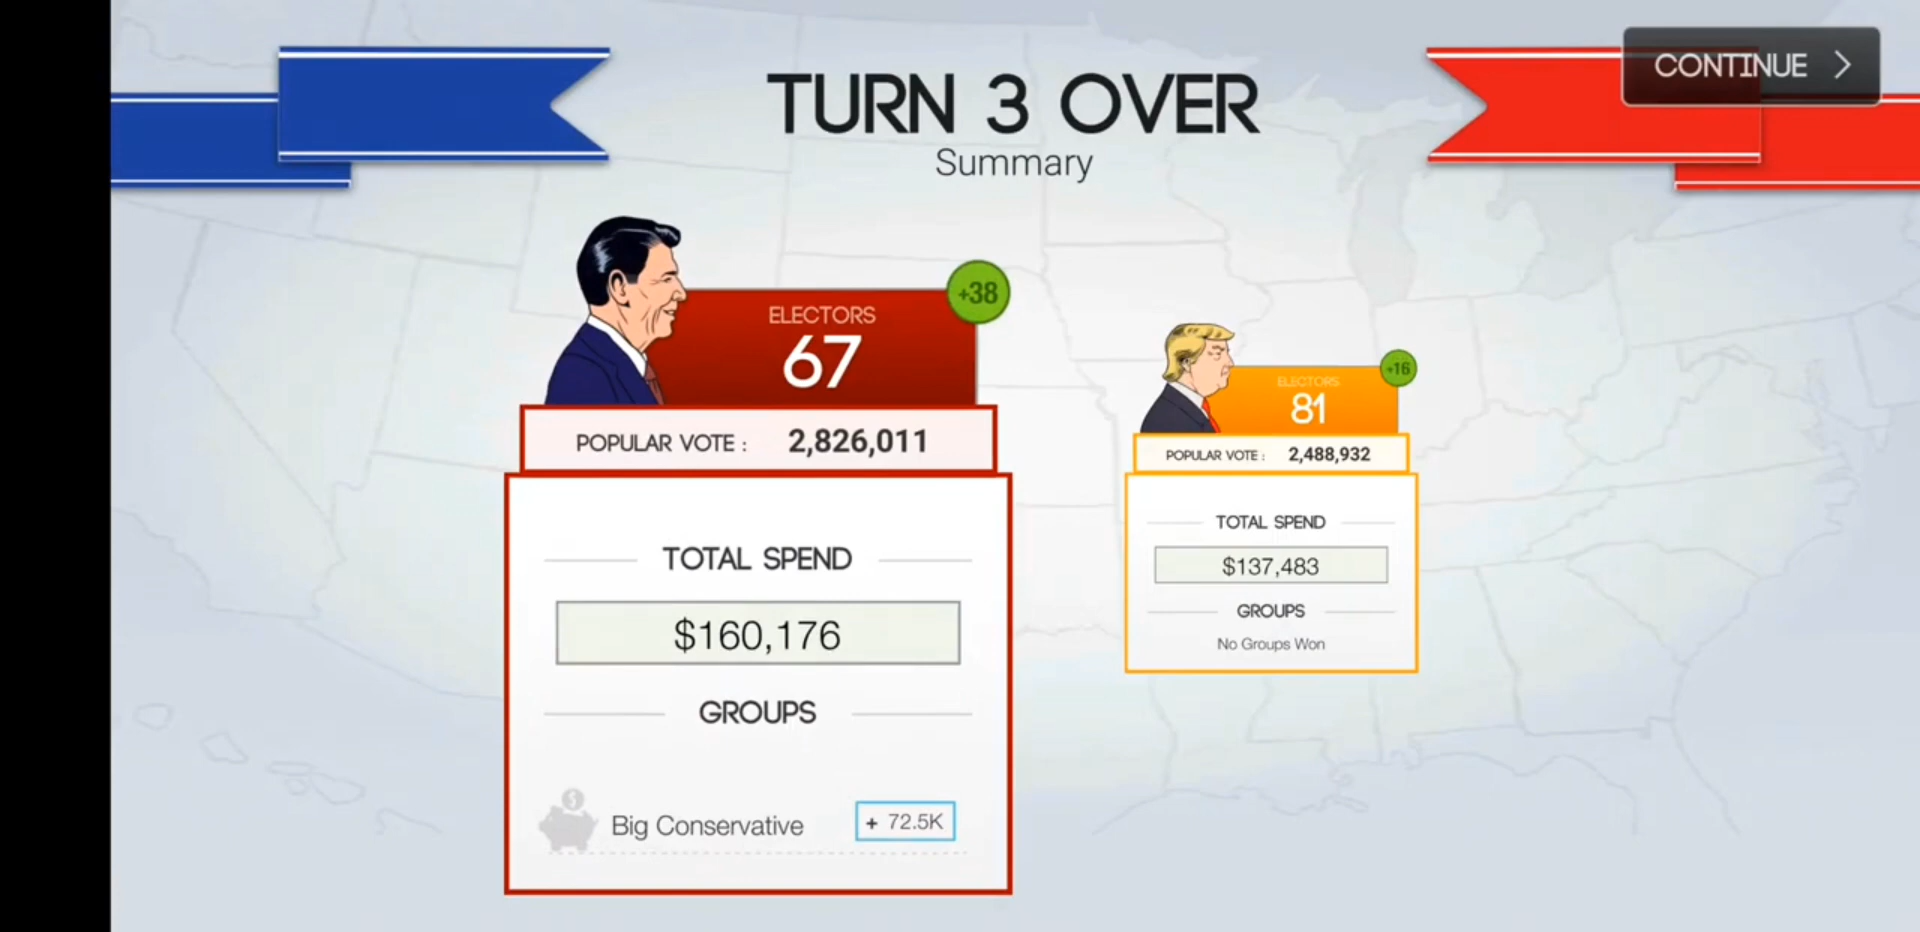 CONTINUE >
TURN 3 OVER
Summary
+38
ELECTORS
67
POPULAR VOTE : 2,826,011
TOTAL SPEND
$160,176
GROUPS
$
Big Conservative + 72.5K
+16
ELECTORS
81
POPULAR VOTE : 2,488,932
TOTAL SPEND
$137,483
GROUPS
No Groups Won